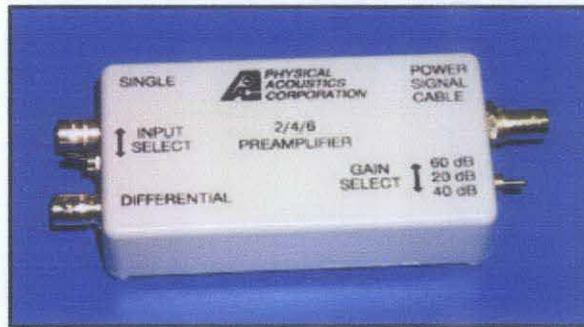 SINGLE
PHYSICAL
ACOUSTICS
CORPORATION
POWER
SIGNAL
CABLE
INPUT
SELECT
2/4/6
PREAMPLIFIER
GAIN
SELECT
60 dB
20 dB
40 dB
DIFFERENTIAL